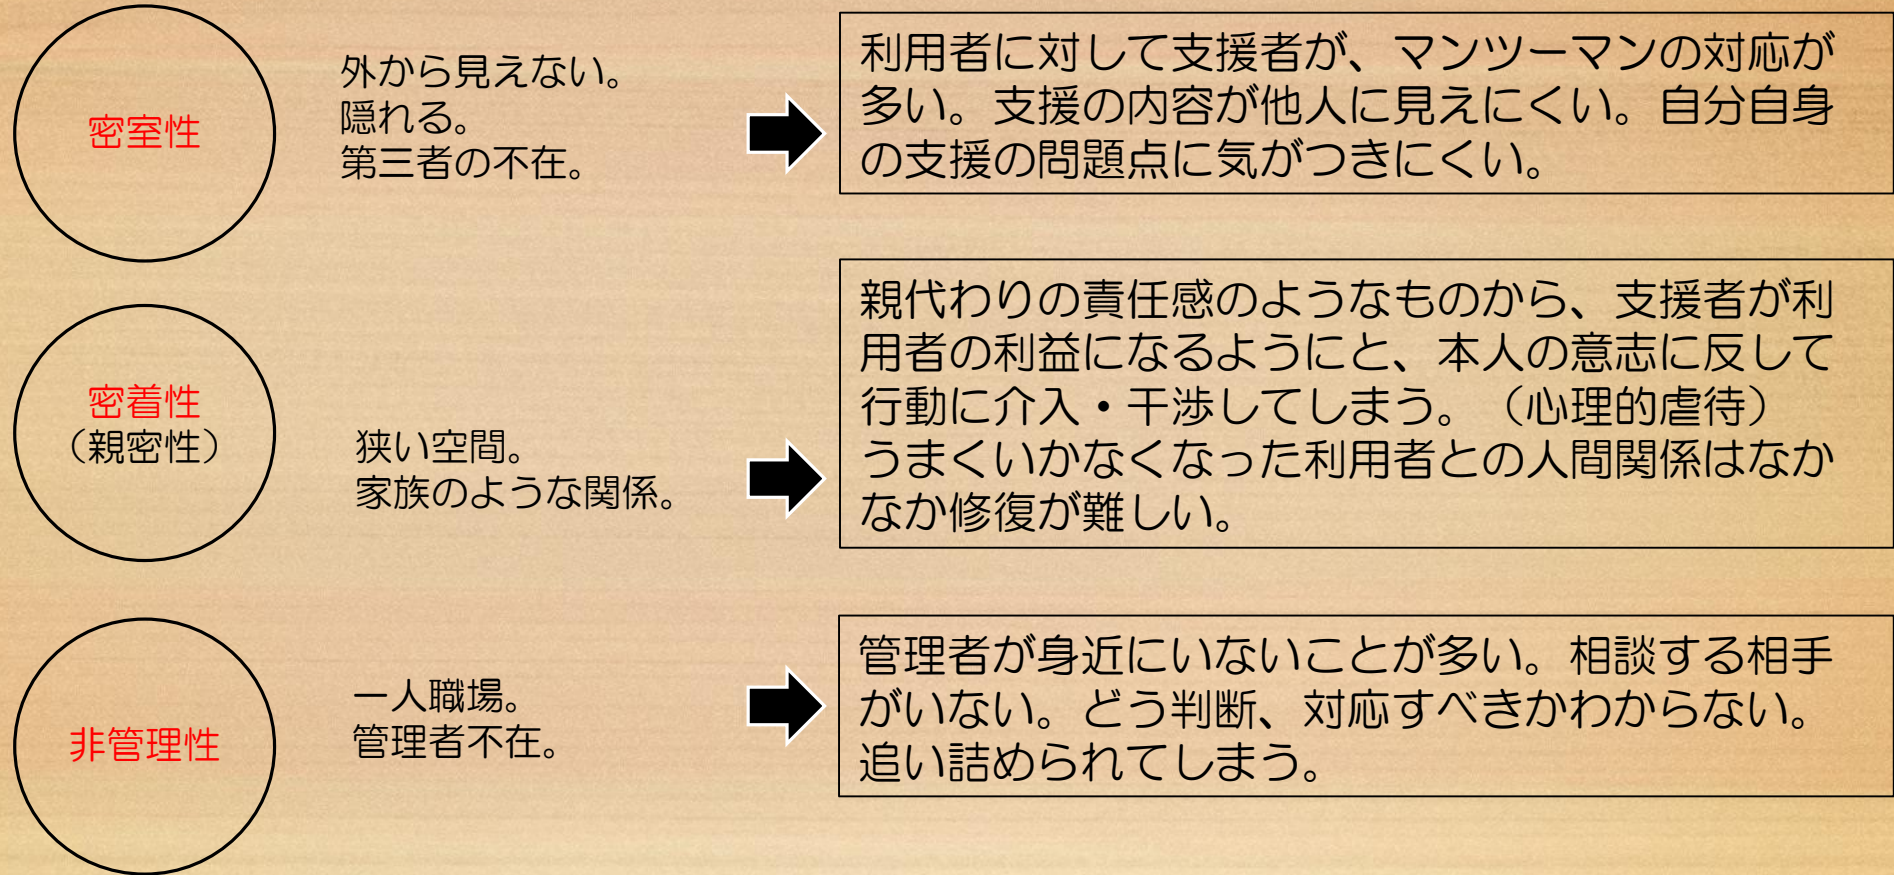 密室性
外から見えない。
隠れる。
第三者の不在。
利用者に対して支援者が、マンツーマンの対応が
多い。支援の内容が他人に見えにくい。自分自身
の支援の問題点に気がつきにくい。
密着性
（親密性）
狭い空間。
家族のような関係。
親代わりの責任感のようなものから、支援者が利
用者の利益になるようにと、本人の意志に反して
行動に介入・干渉してしまう。（心理的虐待）
うまくいかなくなった利用者との人間関係はなか
なか修復が難しい。
非管理性
一人職場。
管理者不在。
管理者が身近にいないことが多い。相談する相手
がいない。どう判断、対応すべきかわからない。
追い詰められてしまう。